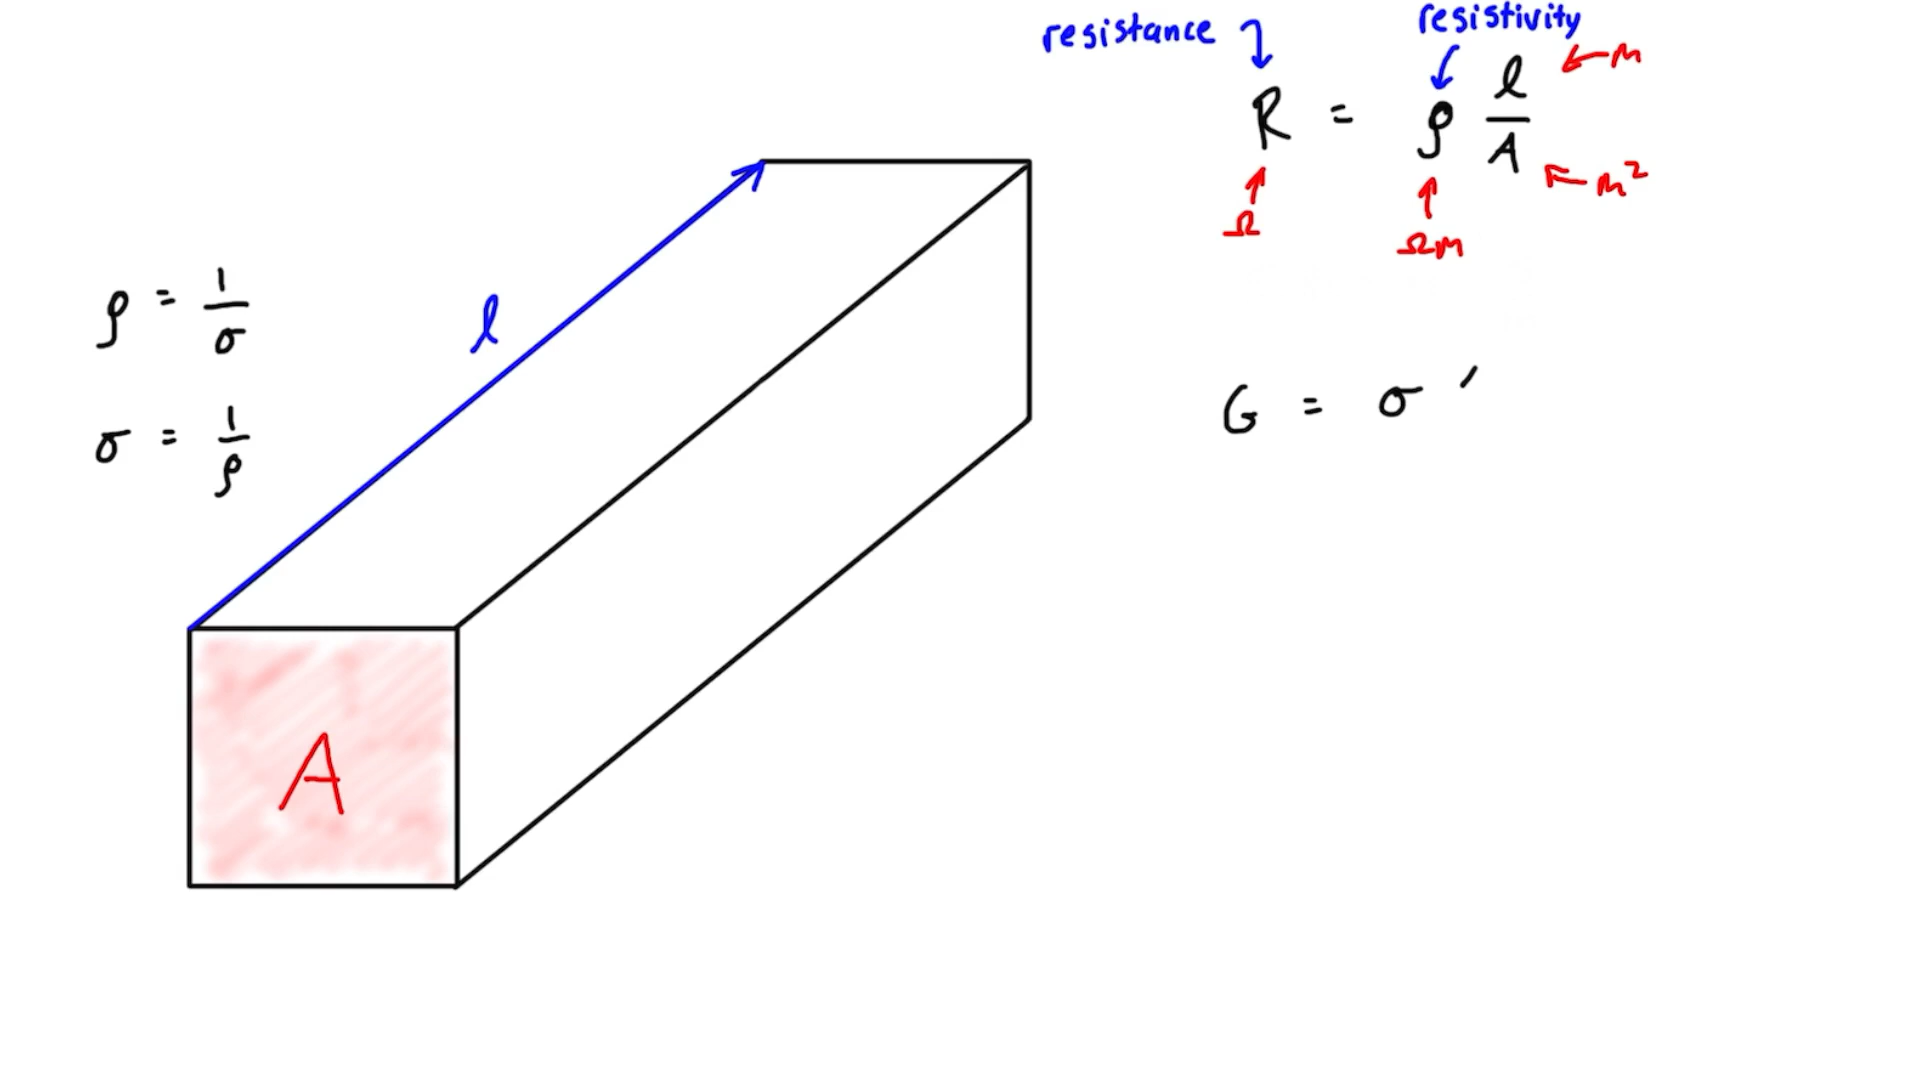 resistance
resistivity
R = ρ l/A
← m
← m²
Ω
Ωm
ρ = 1/σ
σ = 1/ρ
l
G = σ
A